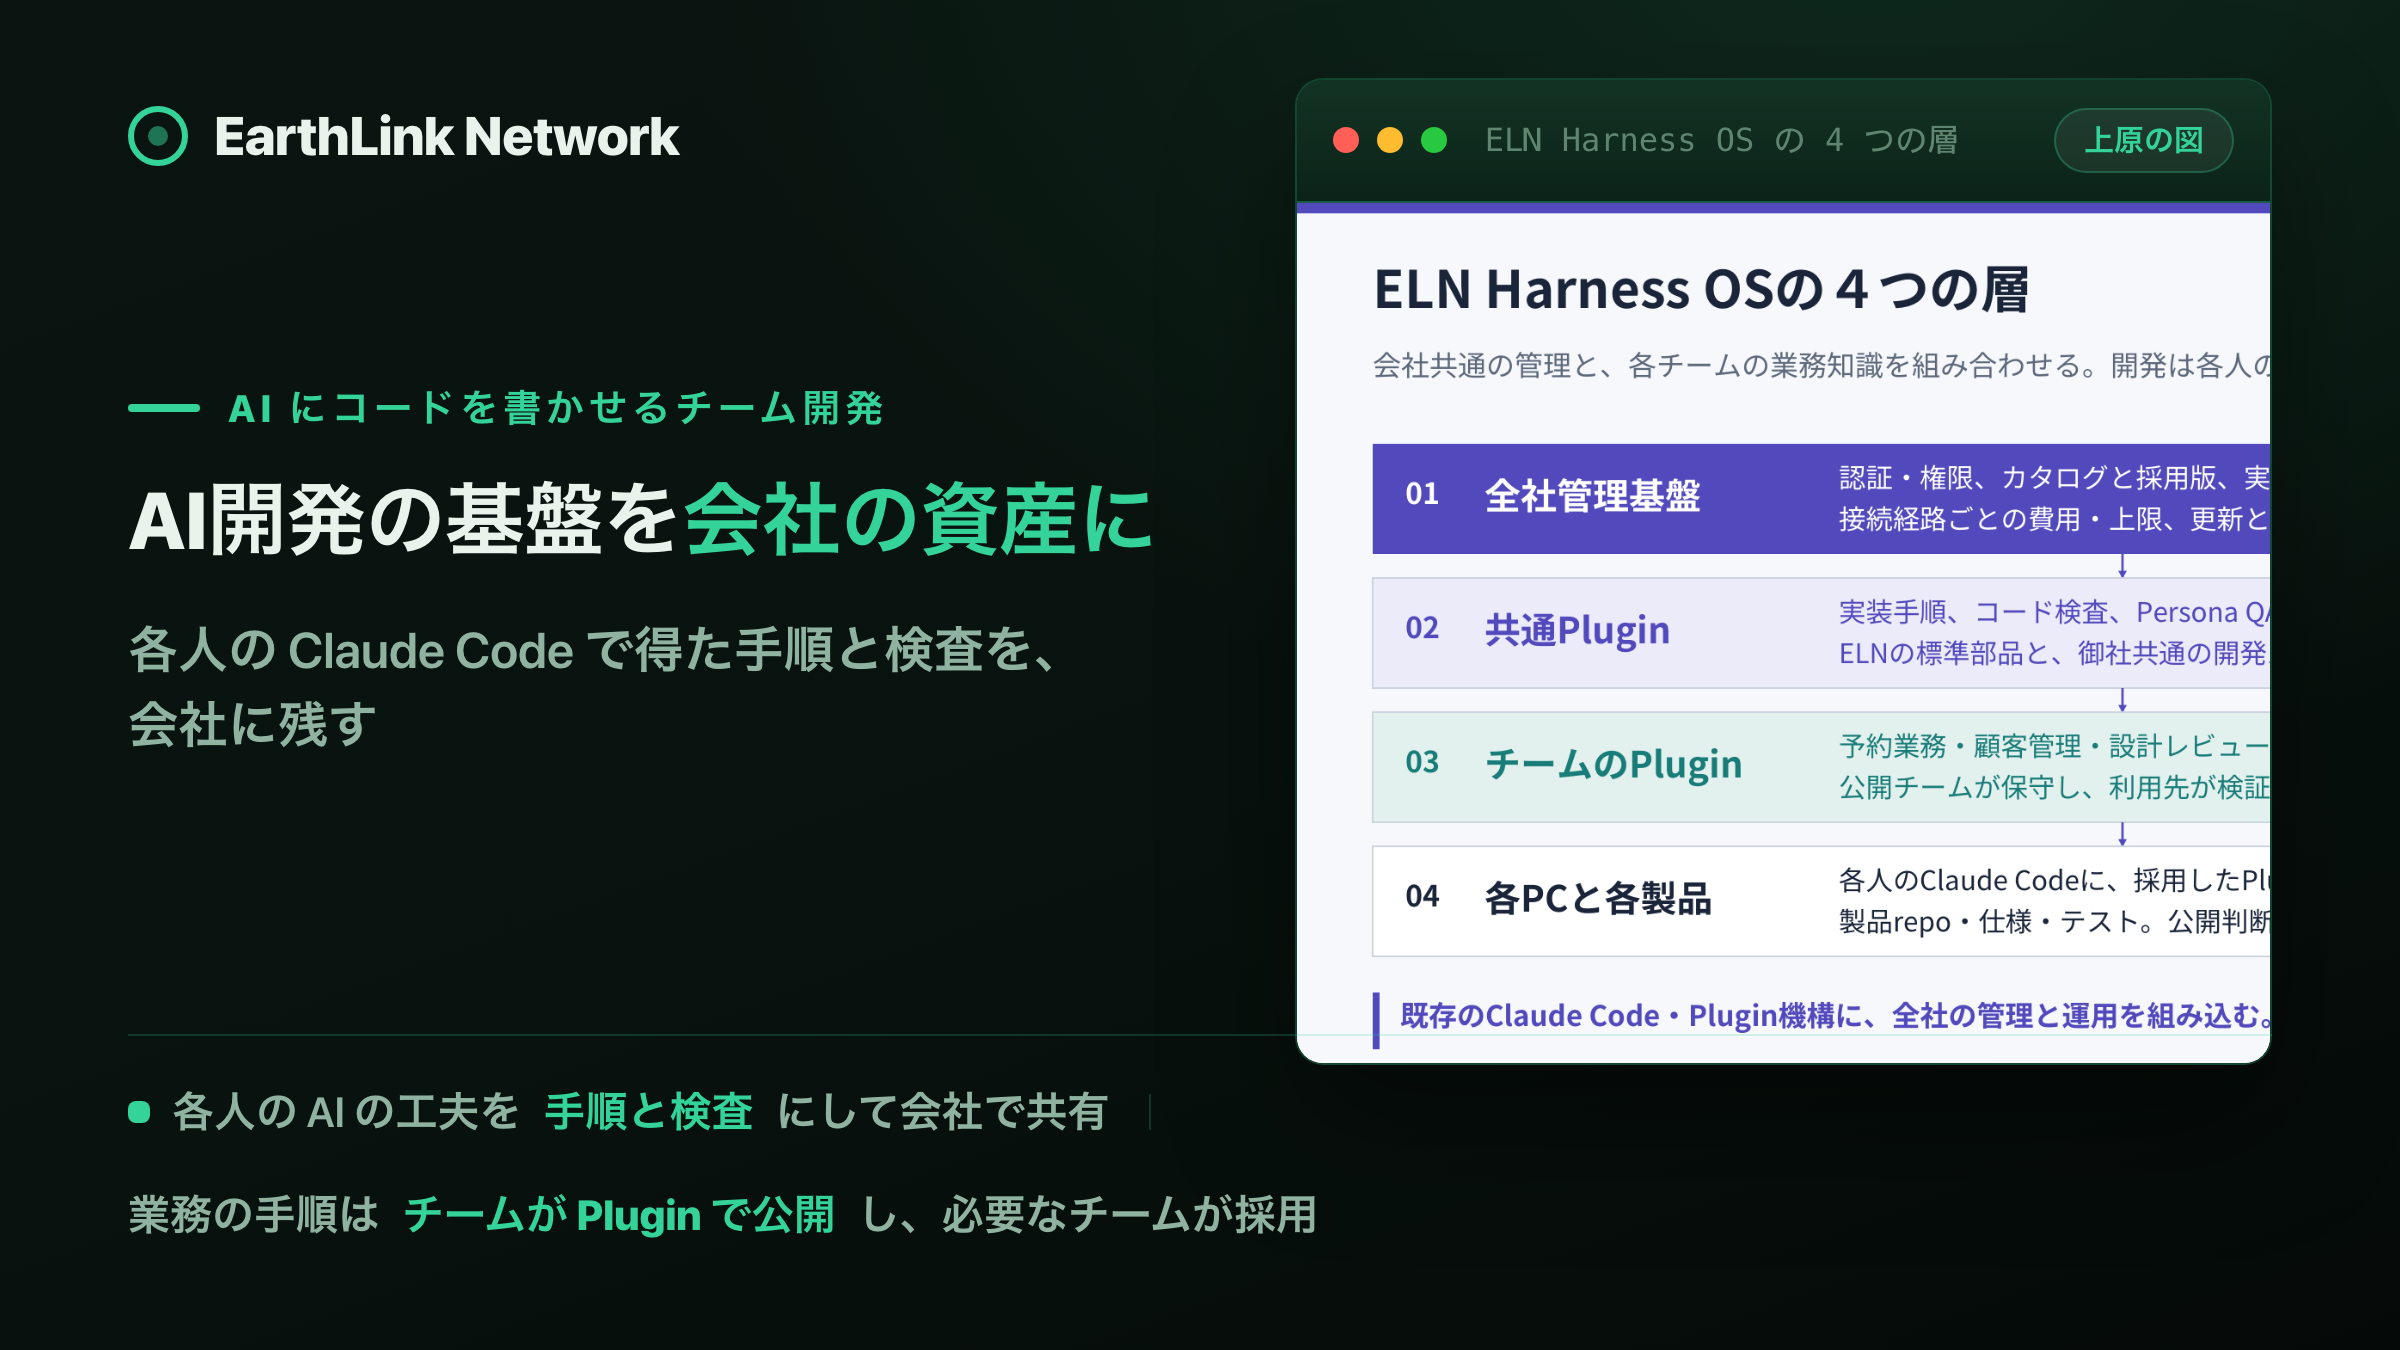 EarthLink Network
AI にコードを書かせるチーム開発
AI開発の基盤を会社の資産に
各人の Claude Code で得た手順と検査を、
会社に残す
各人の AI の工夫を 手順と検査 にして会社で共有
業務の手順は チームが Plugin で公開 し、必要なチームが採用
ELN Harness OS の 4 つの層
上原の図
ELN Harness OSの４つの層
会社共通の管理と、各チームの業務知識を組み合わせる。開発は各人の
01 全社管理基盤
認証・権限、カタログと採用版、実
接続経路ごとの費用・上限、更新と
02 共通Plugin
実装手順、コード検査、Persona QA
ELNの標準部品と、御社共通の開発
03 チームのPlugin
予約業務・顧客管理・設計レビュー
公開チームが保守し、利用先が検証
04 各PCと各製品
各人のClaude Codeに、採用したPlu
製品repo・仕様・テスト。公開判断
既存のClaude Code・Plugin機構に、全社の管理と運用を組み込む。